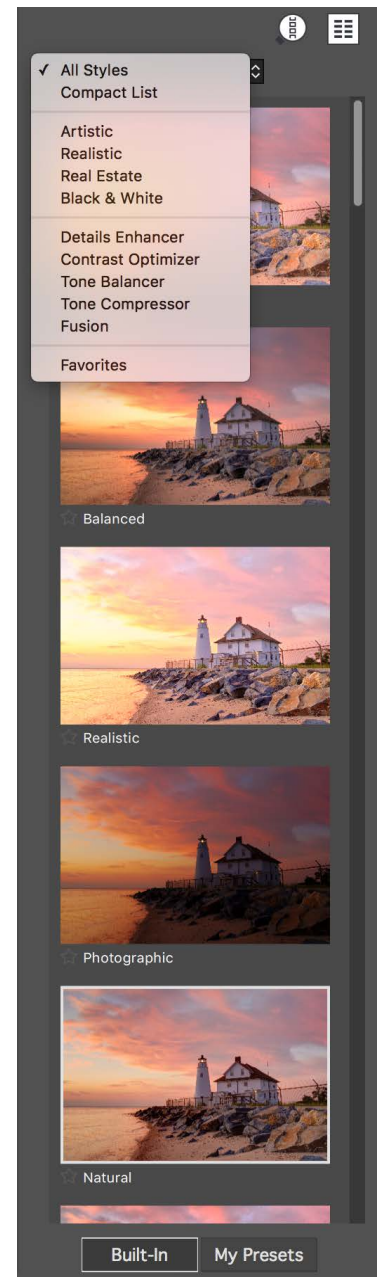 ✓ All Styles
Compact List
Artistic
Realistic
Real Estate
Black & White
Details Enhancer
Contrast Optimizer
Tone Balancer
Tone Compressor
Fusion
Favorites
Balanced
Realistic
Photographic
Natural
Built-In
My Presets